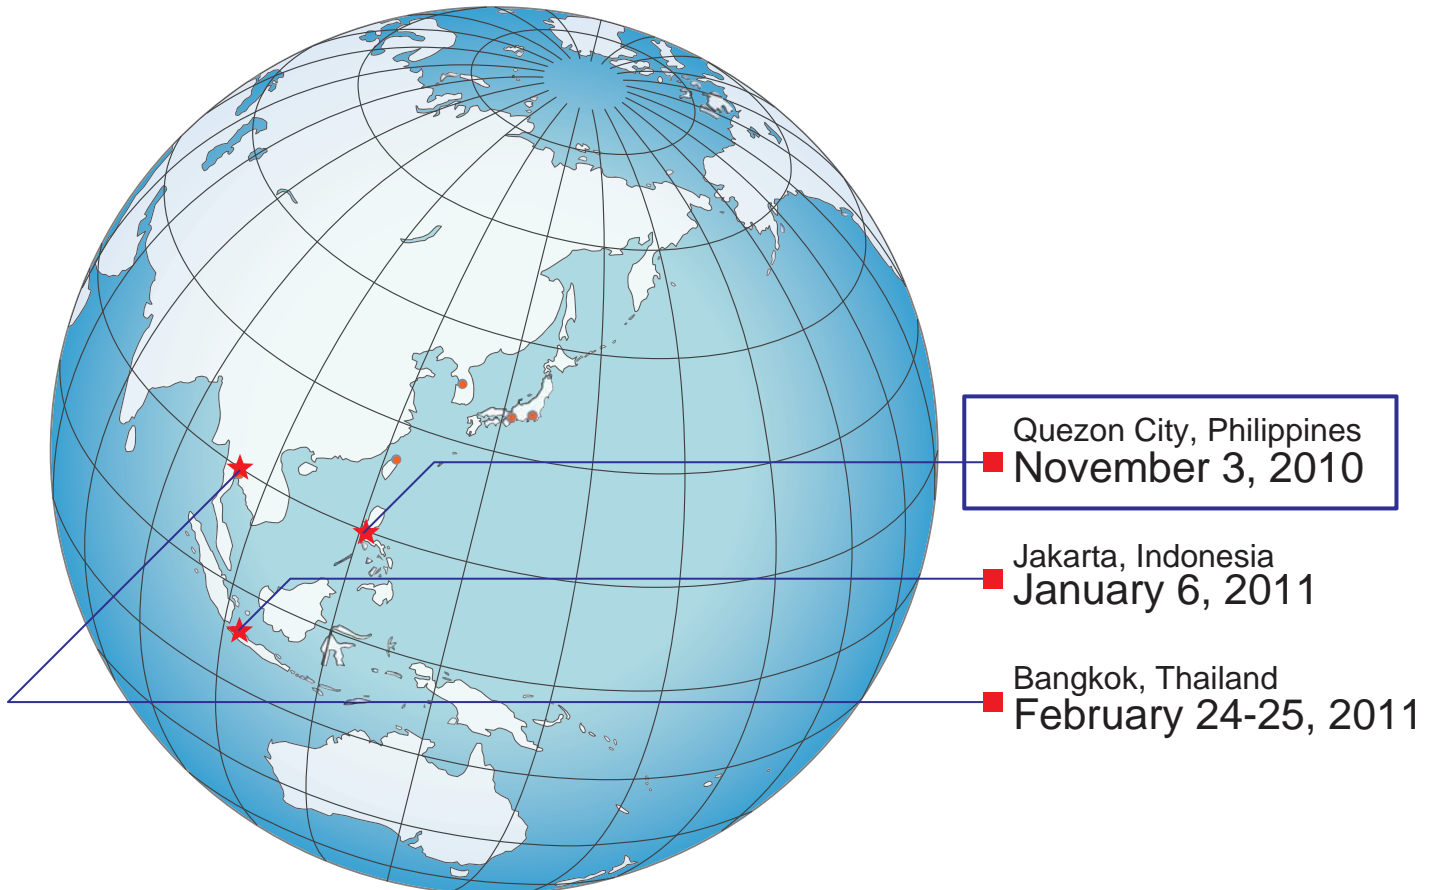 Quezon City, Philippines
November 3, 2010
Jakarta, Indonesia
January 6, 2011
Bangkok, Thailand
February 24-25, 2011